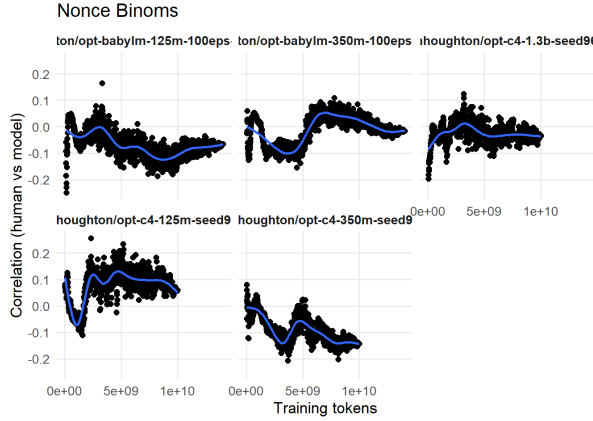 Nonce Binoms
ton/opt-babylm-125m-100eps-
ton/opt-babylm-350m-100eps
houghton/opt-c4-1.3b-seed96
0.2
0.1
0.0
-0.1
-0.2
0e+00 5e+09 1e+10
houghton/opt-c4-125m-seed9
houghton/opt-c4-350m-seed9
0.2
0.1
0.0
-0.1
-0.2
0e+00 5e+09 1e+10
0e+00 5e+09 1e+10
Correlation (human vs model)
Training tokens